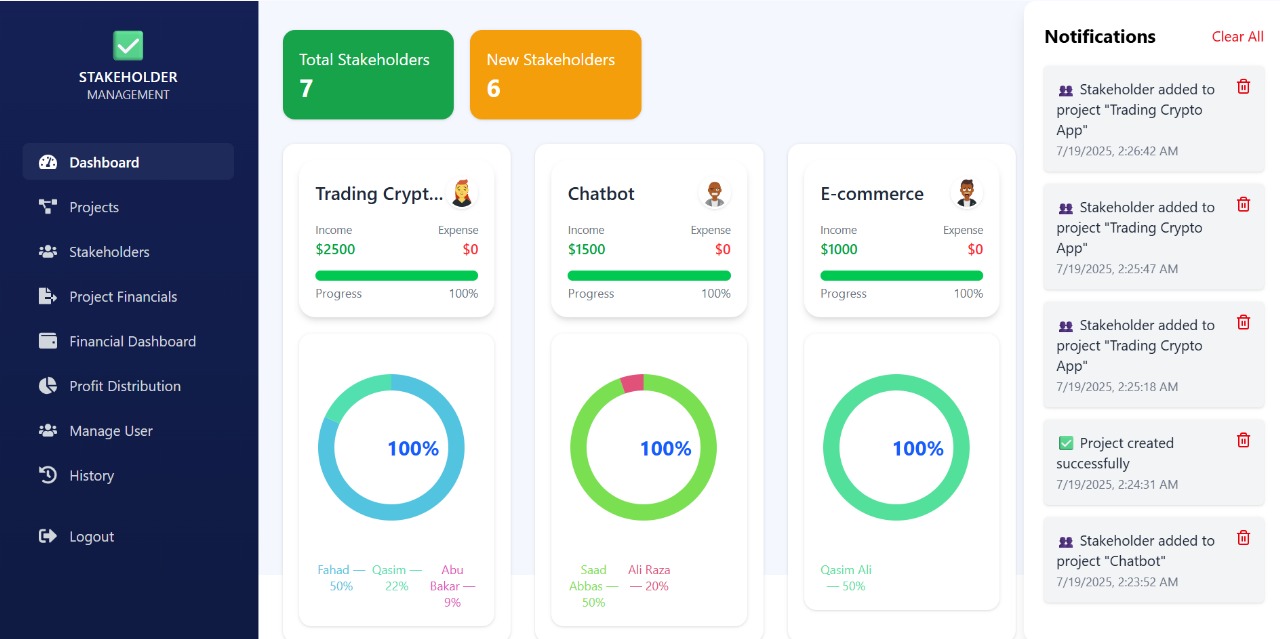 STAKEHOLDER
MANAGEMENT
Dashboard
Projects
Stakeholders
Project Financials
Financial Dashboard
Profit Distribution
Manage User
History
Logout
Total Stakeholders
7
New Stakeholders
6
Trading Crypt...
Income
Expense
$2500
$0
Progress
100%
100%
Fahad —
50%
Qasim —
22%
Abu
Bakar —
9%
Chatbot
Income
Expense
$1500
$0
Progress
100%
100%
Saad
Abbas —
50%
Ali Raza
— 20%
E-commerce
Income
Expense
$1000
$0
Progress
100%
100%
Qasim Ali
— 50%
Notifications
Clear All
Stakeholder added to
project "Trading Crypto
App"
7/19/2025, 2:26:42 AM
Stakeholder added to
project "Trading Crypto
App"
7/19/2025, 2:25:47 AM
Stakeholder added to
project "Trading Crypto
App"
7/19/2025, 2:25:18 AM
Project created
successfully
7/19/2025, 2:24:31 AM
Stakeholder added to
project "Chatbot"
7/19/2025, 2:23:52 AM